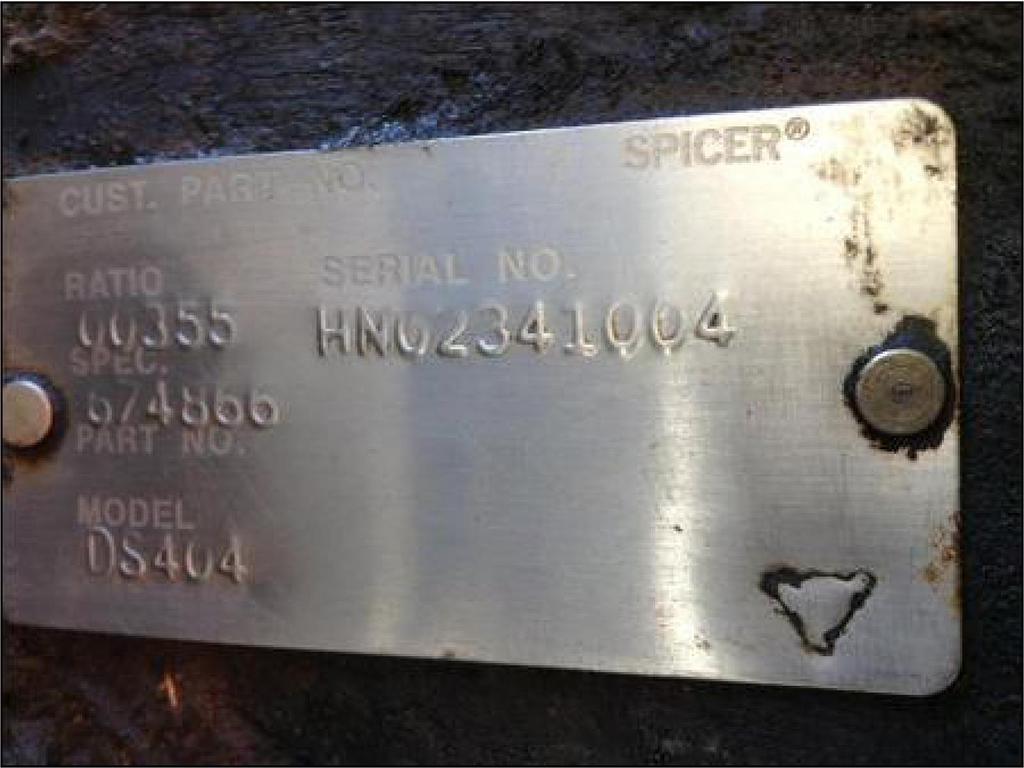 SPICER®
CUST. PART NO.
RATIO SERIAL NO.
00355 HN02341004
SPEC.
674866
PART NO.
MODEL
DS404